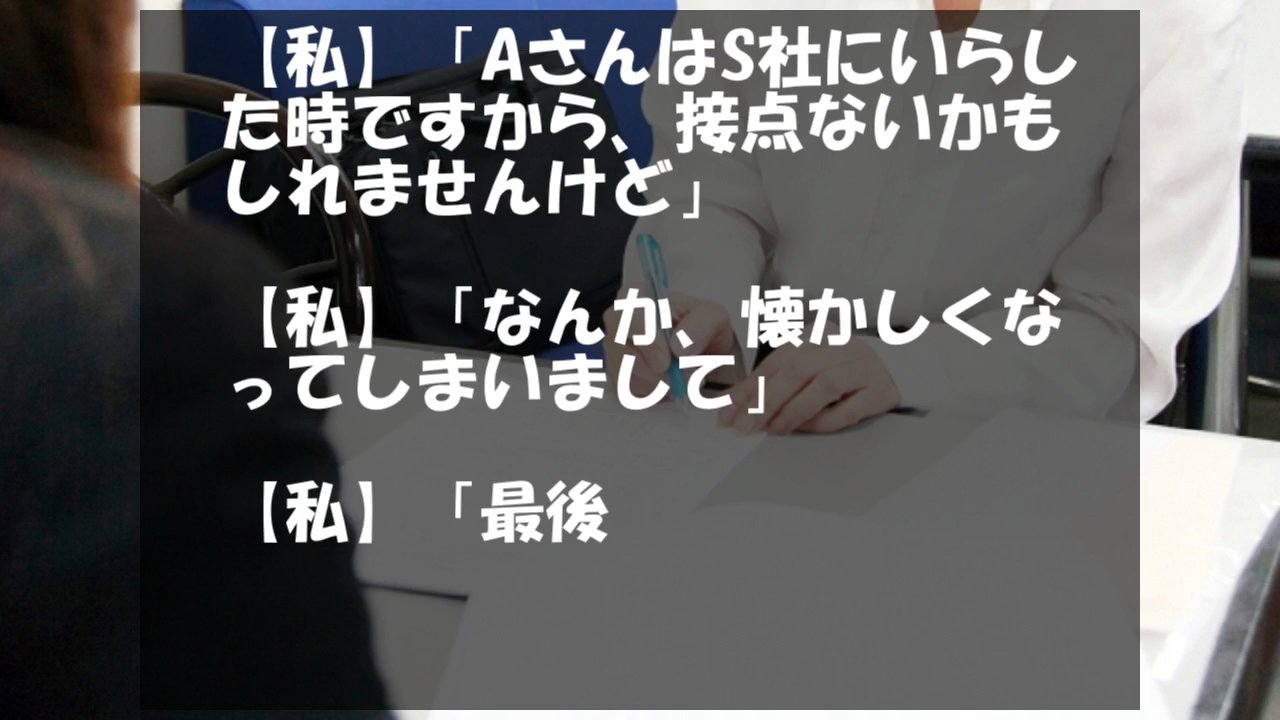 【私】「AさんはS社にいらし
た時ですから、接点ないかも
しれませんけど」
【私】「なんか、懐かしくな
ってしまいまして」
【私】「最後